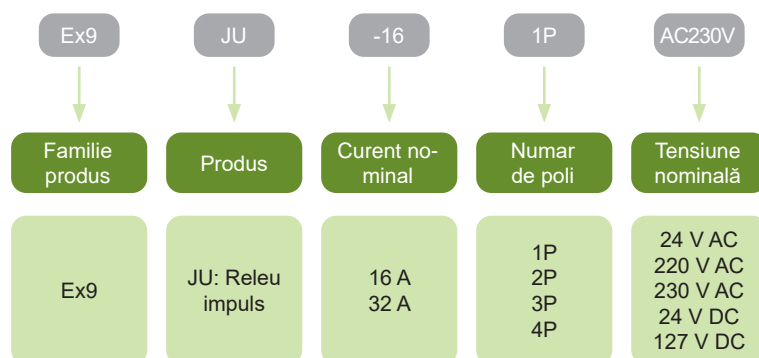 Ex9
JU
-16
1P
AC230V
Familie
produs
Produs
Curent no-
minal
Numar
de poli
Tensiune
nominală
Ex9
JU: Releu
impuls
16 A
32 A
1P
2P
3P
4P
24 V AC
220 V AC
230 V AC
24 V DC
127 V DC